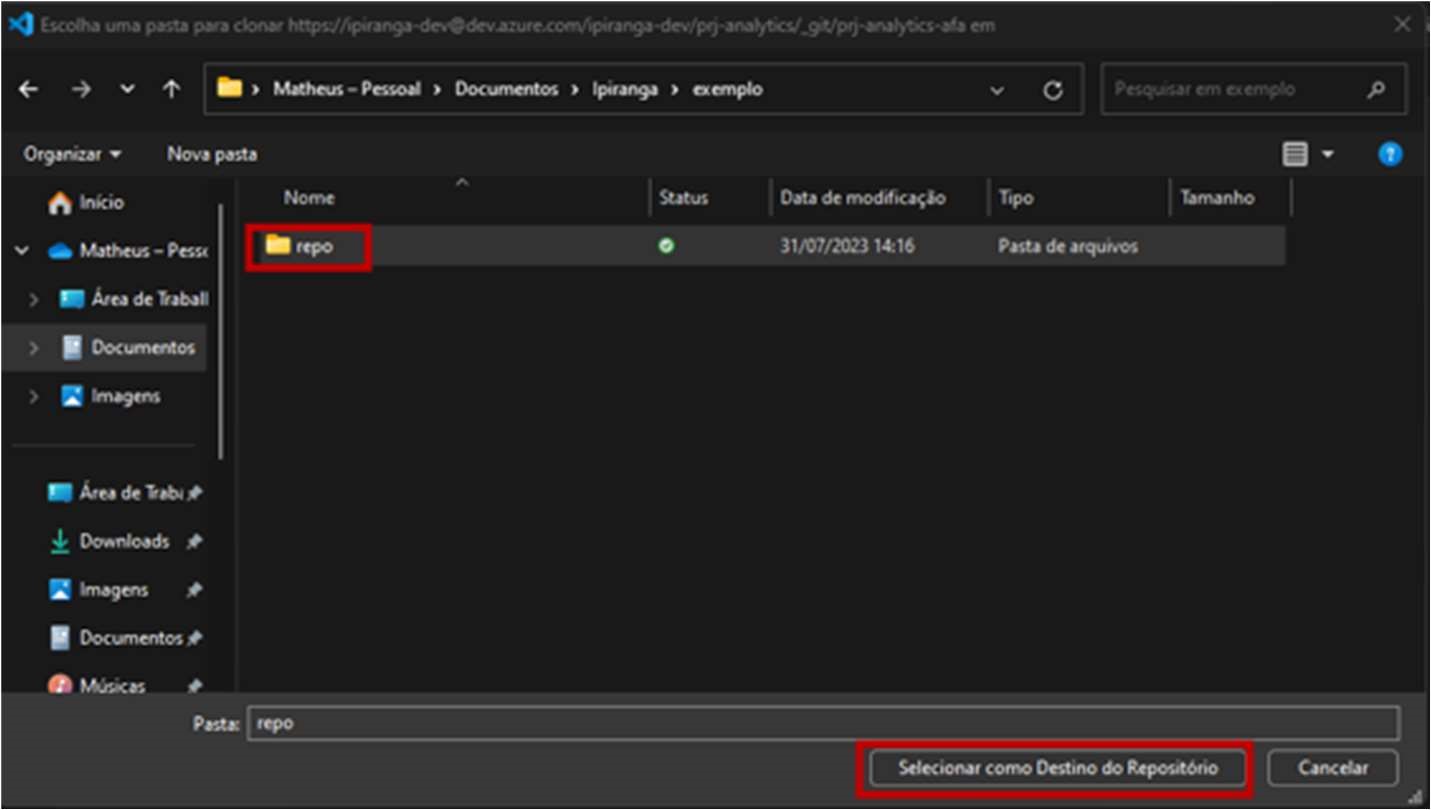 Escolha uma pasta para clonar https://ipiranga-dev@dev.azure.com/ipiranga-dev/prj-analytics/_git/prj-analytics-afa em
Matheus – Pessoal > Documentos > Ipiranga > exemplo
Pesquisar em exemplo
Organizar
Nova pasta
Nome
Status
Data de modificação
Tipo
Tamanho
repo
31/07/2023 14:16
Pasta de arquivos
Início
Matheus – Pesso
Área de Traball
Documentos
Imagens
Área de Traba
Downloads
Imagens
Documentos
Músicas
Pasta: repo
Selecionar como Destino do Repositório
Cancelar